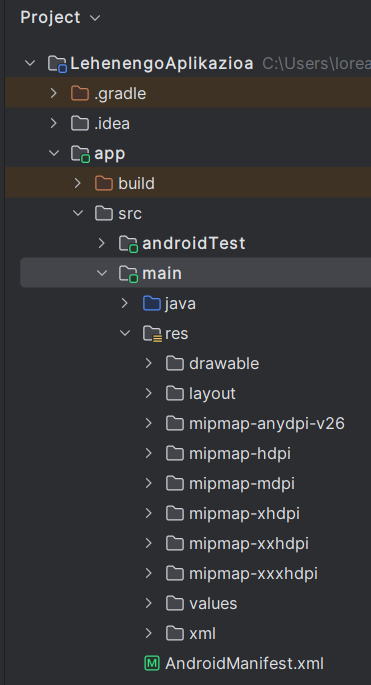 Project
LehenengoAplikazioa C:\Users\lorea
.gradle
.idea
app
build
src
androidTest
main
java
res
drawable
layout
mipmap-anydpi-v26
mipmap-hdpi
mipmap-mdpi
mipmap-xhdpi
mipmap-xxhdpi
mipmap-xxxhdpi
values
xml
AndroidManifest.xml